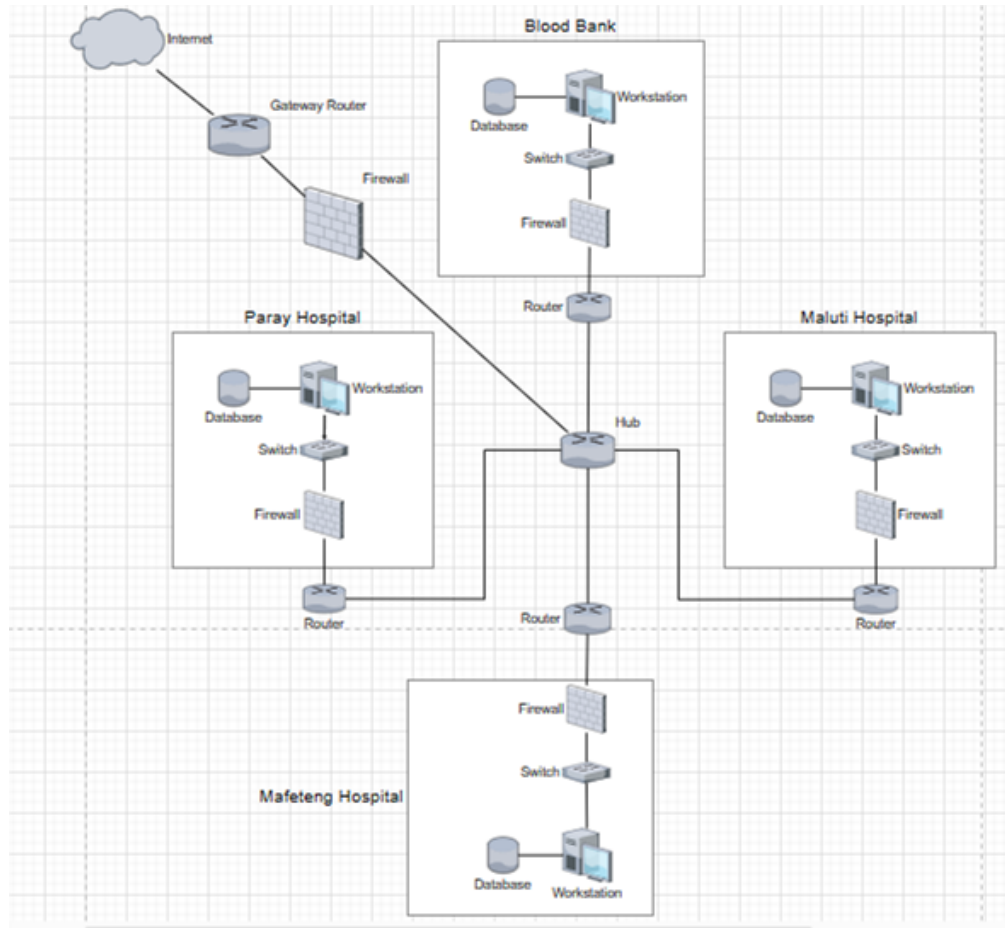 Internet
Gateway Router
Firewall
Blood Bank
Database
Workstation
Switch
Firewall
Router
Paray Hospital
Database
Workstation
Switch
Firewall
Router
Maluti Hospital
Database
Workstation
Switch
Firewall
Router
Hub
Router
Mafeteng Hospital
Firewall
Switch
Database
Workstation